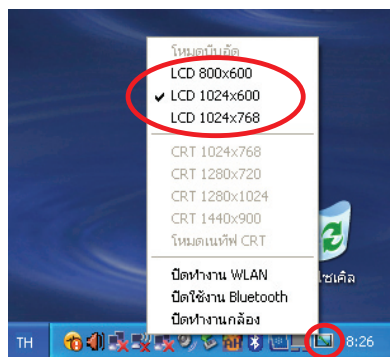 โหมดบีบอัด
LCD 800x600
LCD 1024x600
LCD 1024x768
CRT 1024x768
CRT 1280x720
CRT 1280x1024
CRT 1440x900
โหมดเนทีฟ CRT
ปิดทำงาน WLAN
ปิดใช้งาน Bluetooth
ปิดทำงานกล้อง
ไซเคิล
TH
8:26